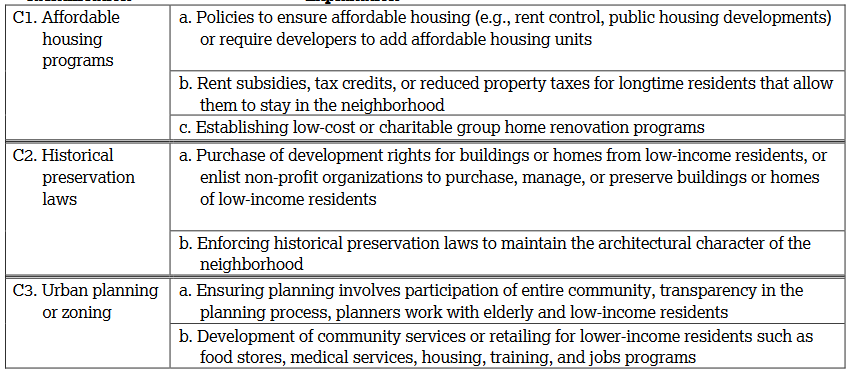 C1. Affordable
housing
programs
a. Policies to ensure affordable housing (e.g., rent control, public housing developments)
or require developers to add affordable housing units
b. Rent subsidies, tax credits, or reduced property taxes for longtime residents that allow
them to stay in the neighborhood
c. Establishing low-cost or charitable group home renovation programs
C2. Historical
preservation
laws
a. Purchase of development rights for buildings or homes from low-income residents, or
enlist non-profit organizations to purchase, manage, or preserve buildings or homes
of low-income residents
b. Enforcing historical preservation laws to maintain the architectural character of the
neighborhood
C3. Urban planning
or zoning
a. Ensuring planning involves participation of entire community, transparency in the
planning process, planners work with elderly and low-income residents
b. Development of community services or retailing for lower-income residents such as
food stores, medical services, housing, training, and jobs programs